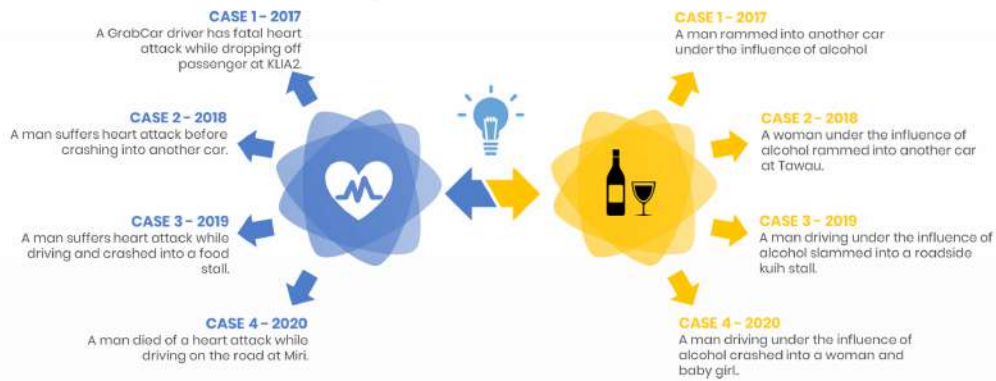 CASE 1 - 2017
A GrabCar driver has fatal heart
attack while dropping off
passenger at KLIA2.
CASE 2 - 2018
A man suffers heart attack before
crashing into another car.
CASE 3 - 2019
A man suffers heart attack while
driving and crashed into a food
stall.
CASE 4 - 2020
A man died of a heart attack while
driving on the road at Miri.
CASE 1 - 2017
A man rammed into another car
under the influence of alcohol
CASE 2 - 2018
A woman under the influence of
alcohol rammed into another car
at Tawau.
CASE 3 - 2019
A man driving under the influence of
alcohol slammed into a roadside
kuih stall.
CASE 4 - 2020
A man driving under the influence of
alcohol crashed into a woman and
baby girl.